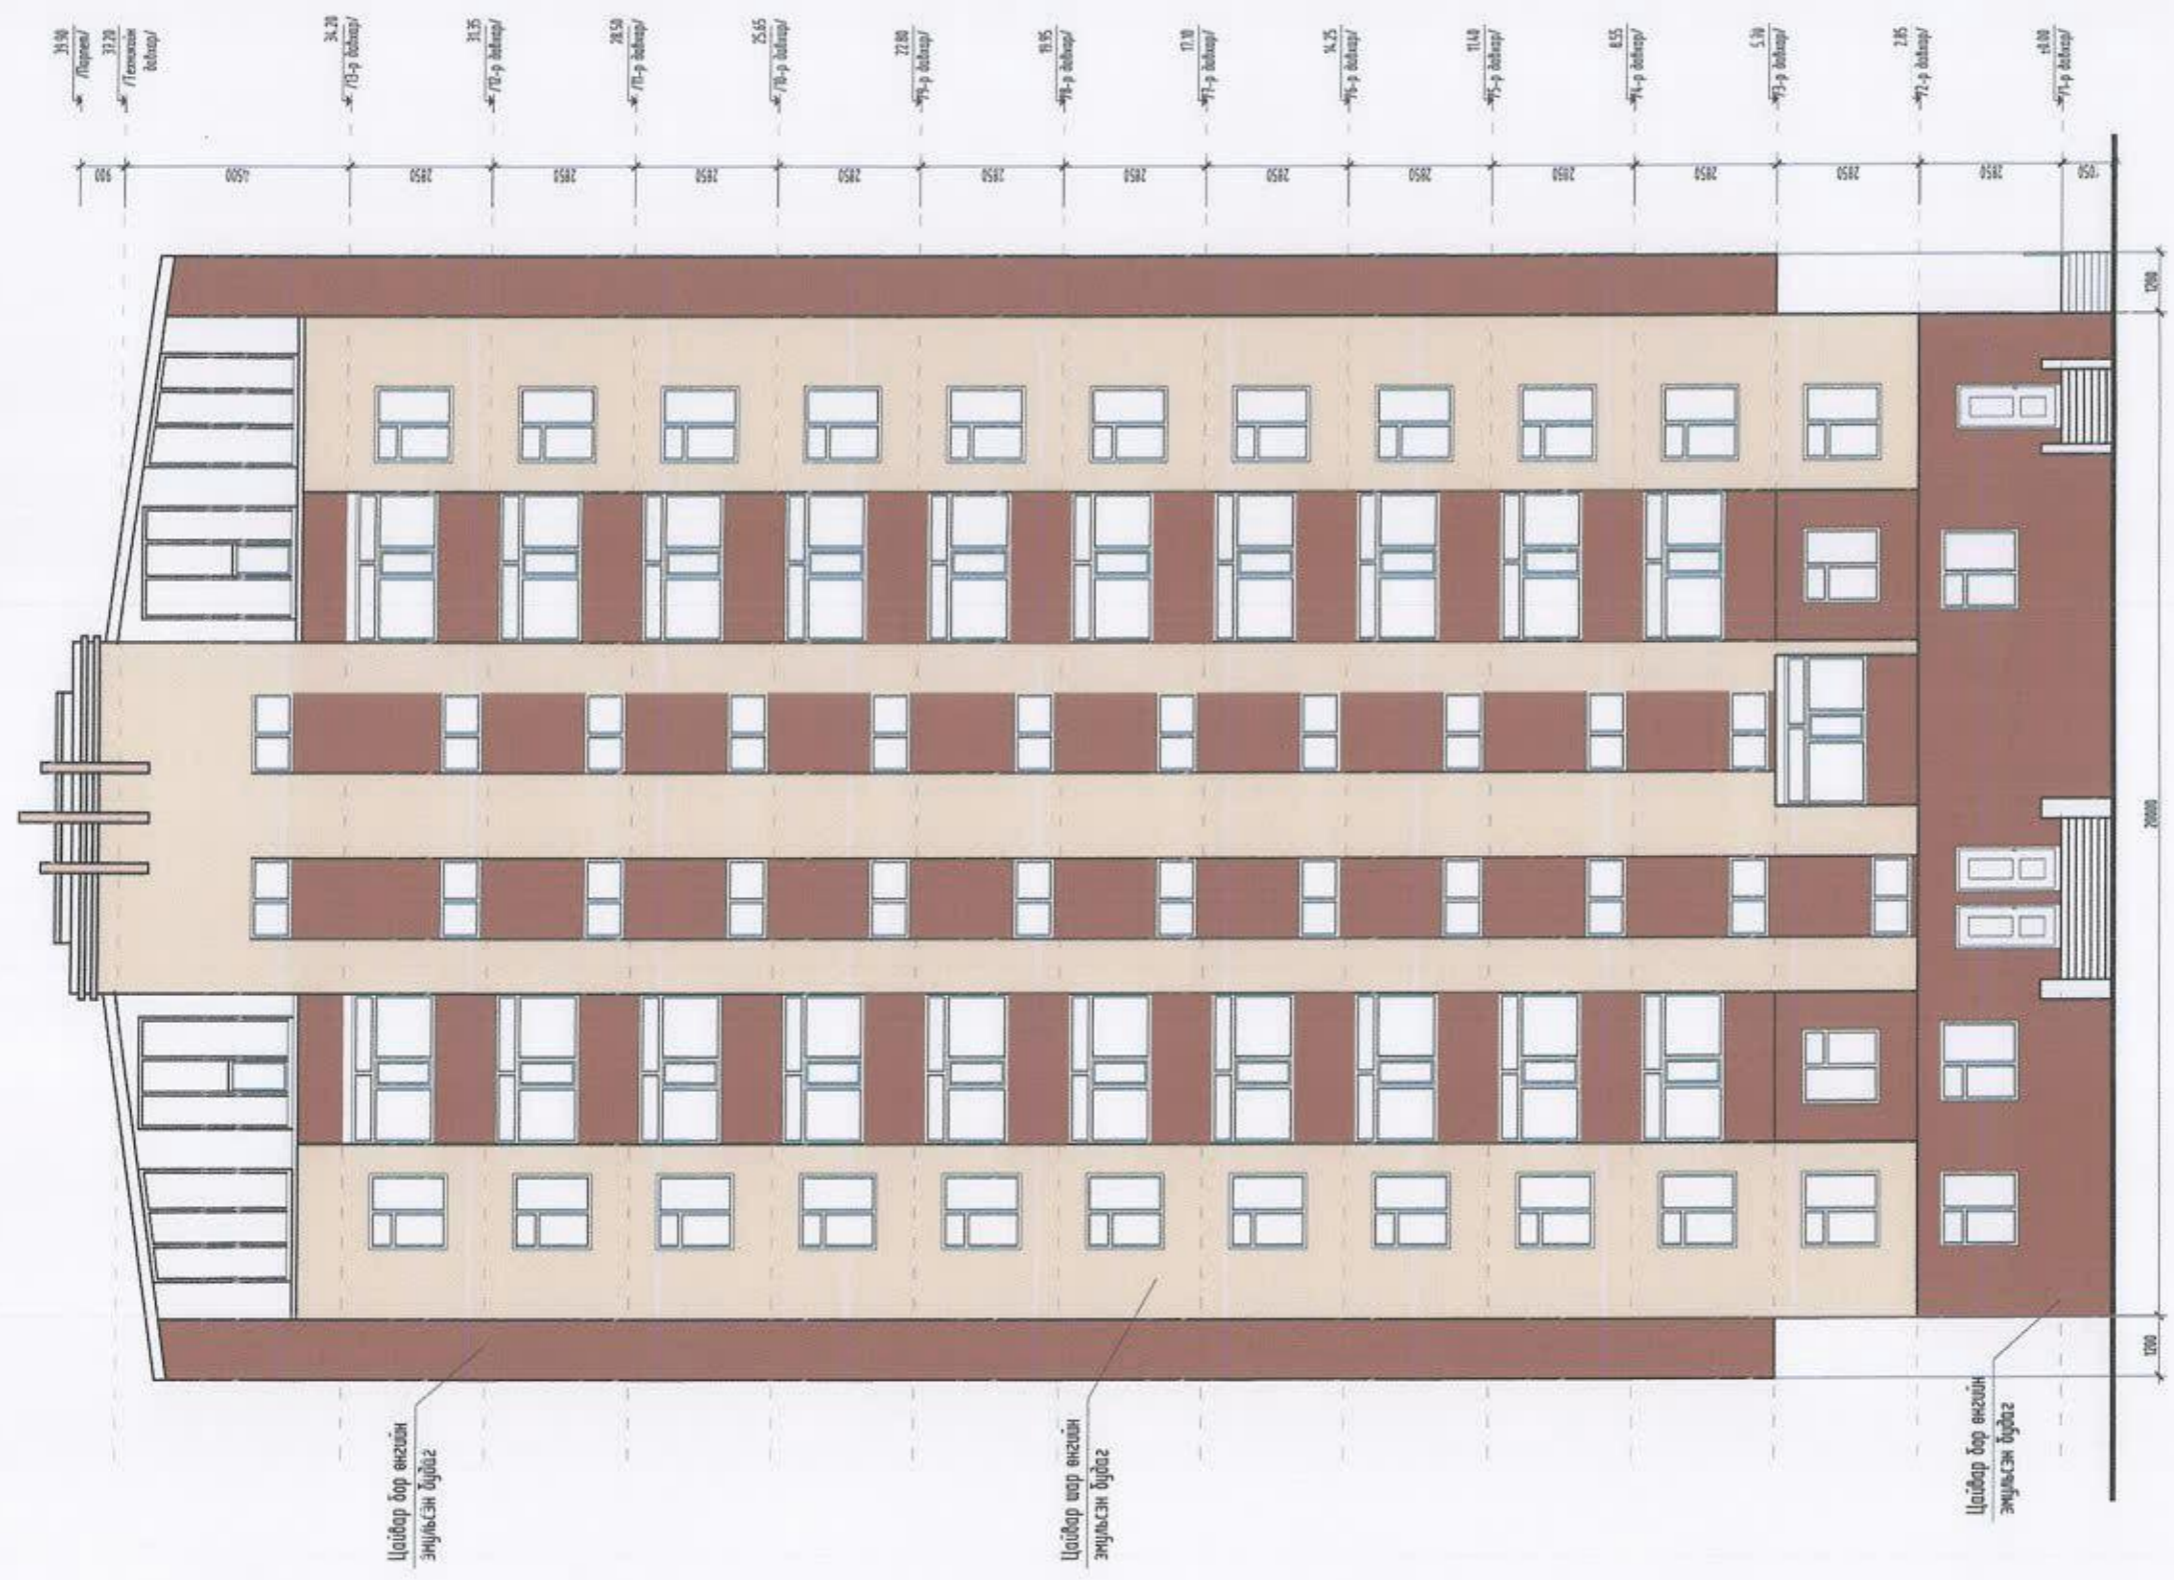 39.90
/Парпет/
37.20
/Техникийн
давхар/
34.20
/13-р давхар/
31.35
/12-р давхар/
28.50
/11-р давхар/
25.65
/10-р давхар/
22.80
/9-р давхар/
19.95
/8-р давхар/
17.10
/7-р давхар/
14.25
/6-р давхар/
11.40
/5-р давхар/
8.55
/4-р давхар/
5.70
/3-р давхар/
2.85
/2-р давхар/
±0.00
/1-р давхар/
900
4500
2850
2850
2850
2850
2850
2850
2850
2850
2850
2850
2850
2850
1200
20000
1200
Цайвар бор өнгийн
эмульсэн будаг
Цайвар шар өнгийн
эмульсэн будаг
Цайвар бор өнгийн
эмульсэн будаг